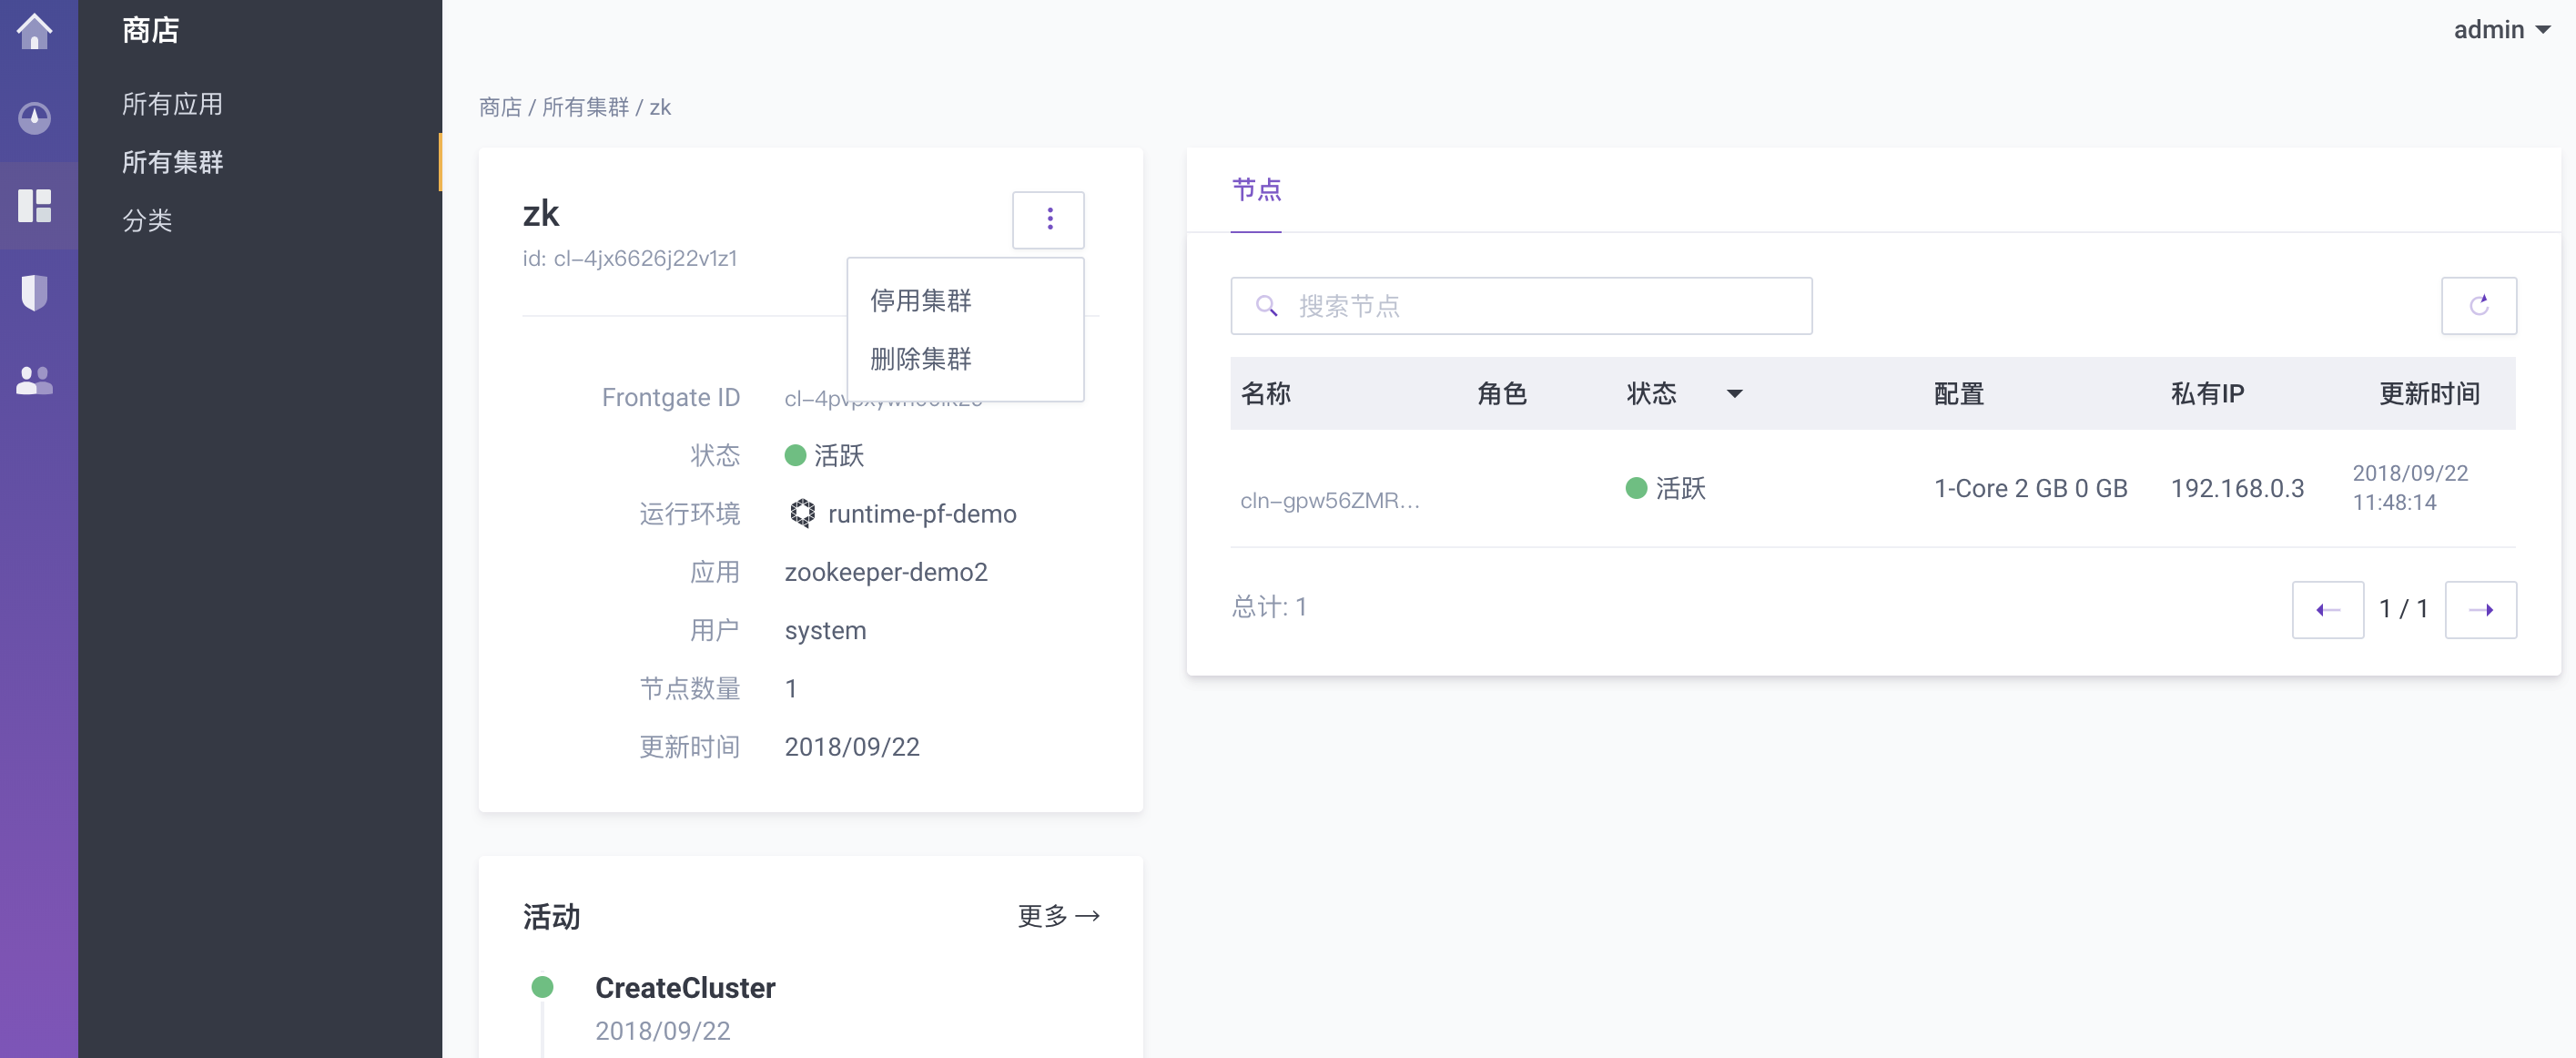 商店
所有应用
所有集群
分类
admin
商店 / 所有集群 / zk
zk
id: cl-4jx6626j22v1z1
停用集群
删除集群
Frontgate ID
状态 活跃
运行环境 runtime-pf-demo
应用 zookeeper-demo2
用户 system
节点数量 1
更新时间 2018/09/22
活动 更多 →
CreateCluster
2018/09/22
节点
搜索节点
名称 角色 状态 配置 私有IP 更新时间
cln-gpw56ZMR... 活跃 1-Core 2 GB 0 GB 192.168.0.3 2018/09/22
11:48:14
总计: 1
1 / 1